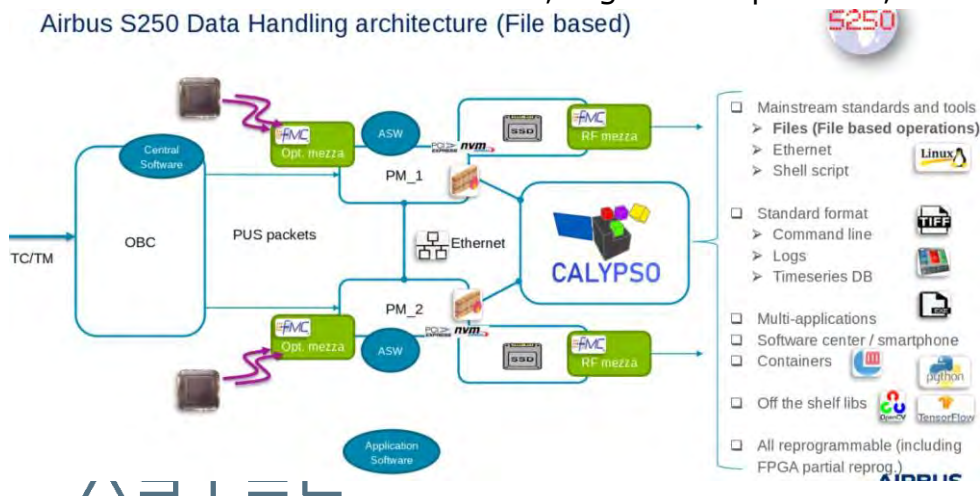 Airbus S250 Data Handling architecture (File based)
S250
FMC
Opt. mezza
ASW
PCI EXPRESS nvm EXPRESS
SSD
FMC
RF mezza
Central
Software
PM_1
TC/TM
OBC
PUS packets
Ethernet
CALYPSO
PM_2
FMC
Opt. mezza
ASW
PCI EXPRESS nvm
SSD
FMC
RF mezza
Application
Software
❑ Mainstream standards and tools
➢ Files (File based operations)
➢ Ethernet
➢ Shell script
Linux
❑ Standard format
➢ Command line
➢ Logs
➢ Timeseries DB
TIFF
❑ Multi-applications
❑ Software center / smartphone
❑ Containers
python
❑ Off the shelf libs
OpenCV
TensorFlow
❑ All reprogrammable (including
FPGA partial reprog.)
AIRBUS